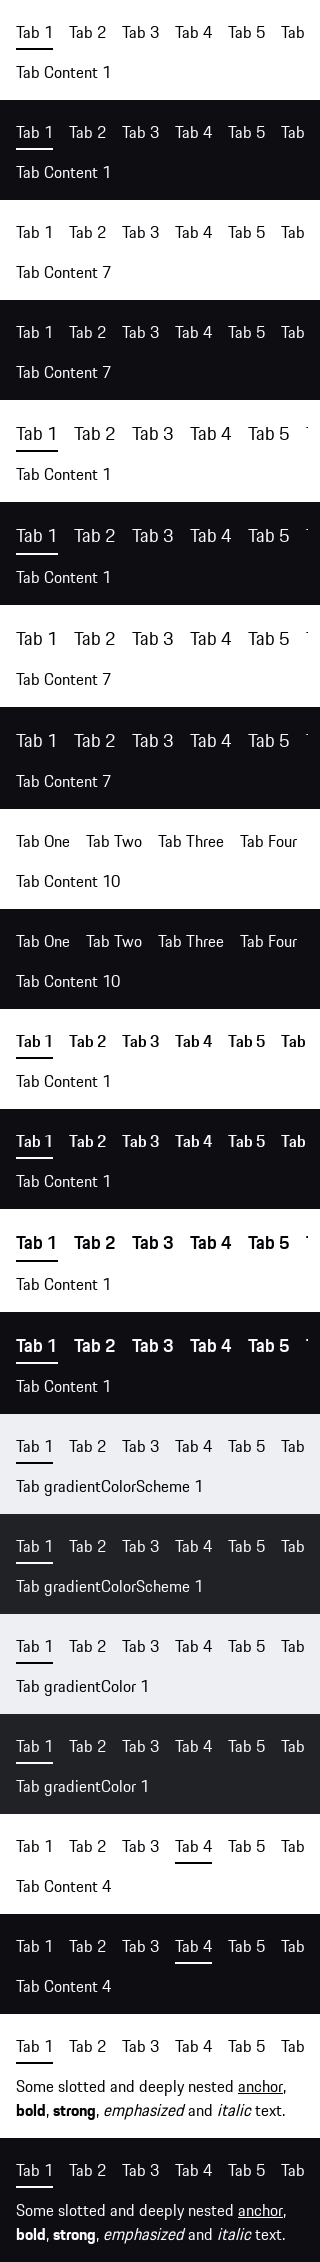 Tab 1 Tab 2 Tab 3 Tab 4 Tab 5 Tab
Tab Content 1
Tab 1 Tab 2 Tab 3 Tab 4 Tab 5 Tab
Tab Content 1
Tab 1 Tab 2 Tab 3 Tab 4 Tab 5 Tab
Tab Content 7
Tab 1 Tab 2 Tab 3 Tab 4 Tab 5 Tab
Tab Content 7
Tab 1 Tab 2 Tab 3 Tab 4 Tab 5
Tab Content 1
Tab 1 Tab 2 Tab 3 Tab 4 Tab 5
Tab Content 1
Tab 1 Tab 2 Tab 3 Tab 4 Tab 5
Tab Content 7
Tab 1 Tab 2 Tab 3 Tab 4 Tab 5
Tab Content 7
Tab One Tab Two Tab Three Tab Four
Tab Content 10
Tab One Tab Two Tab Three Tab Four
Tab Content 10
Tab 1 Tab 2 Tab 3 Tab 4 Tab 5 Tab
Tab Content 1
Tab 1 Tab 2 Tab 3 Tab 4 Tab 5 Tab
Tab Content 1
Tab 1 Tab 2 Tab 3 Tab 4 Tab 5
Tab Content 1
Tab 1 Tab 2 Tab 3 Tab 4 Tab 5
Tab Content 1
Tab 1 Tab 2 Tab 3 Tab 4 Tab 5 Tab
Tab gradientColorScheme 1
Tab 1 Tab 2 Tab 3 Tab 4 Tab 5 Tab
Tab gradientColorScheme 1
Tab 1 Tab 2 Tab 3 Tab 4 Tab 5 Tab
Tab gradientColor 1
Tab 1 Tab 2 Tab 3 Tab 4 Tab 5 Tab
Tab gradientColor 1
Tab 1 Tab 2 Tab 3 Tab 4 Tab 5 Tab
Tab Content 4
Tab 1 Tab 2 Tab 3 Tab 4 Tab 5 Tab
Tab Content 4
Tab 1 Tab 2 Tab 3 Tab 4 Tab 5 Tab
Some slotted and deeply nested anchor,
bold, strong, emphasized and italic text.
Tab 1 Tab 2 Tab 3 Tab 4 Tab 5 Tab
Some slotted and deeply nested anchor,
bold, strong, emphasized and italic text.